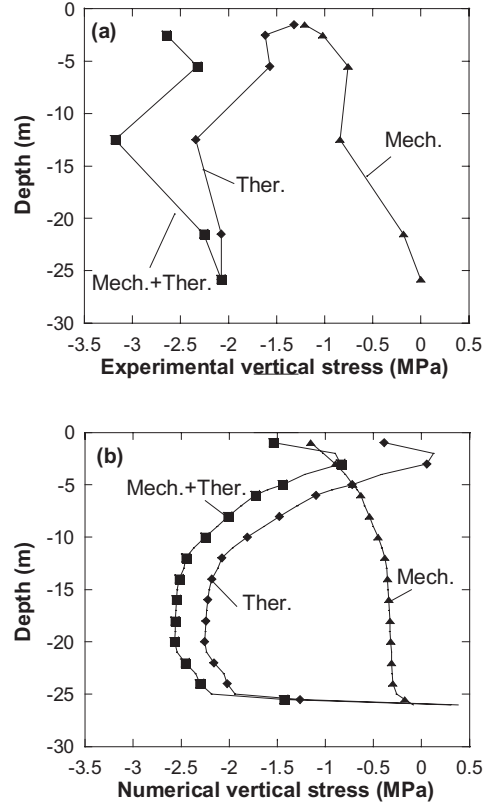 (a)
0
-5
-10
-15
-20
-25
-30
Depth (m)
Mech.
Ther.
Mech.+Ther.
-3.5 -3 -2.5 -2 -1.5 -1 -0.5 0 0.5
Experimental vertical stress (MPa)
(b)
0
-5
-10
-15
-20
-25
-30
Depth (m)
Mech.+Ther.
Ther.
Mech.
-3.5 -3 -2.5 -2 -1.5 -1 -0.5 0 0.5
Numerical vertical stress (MPa)